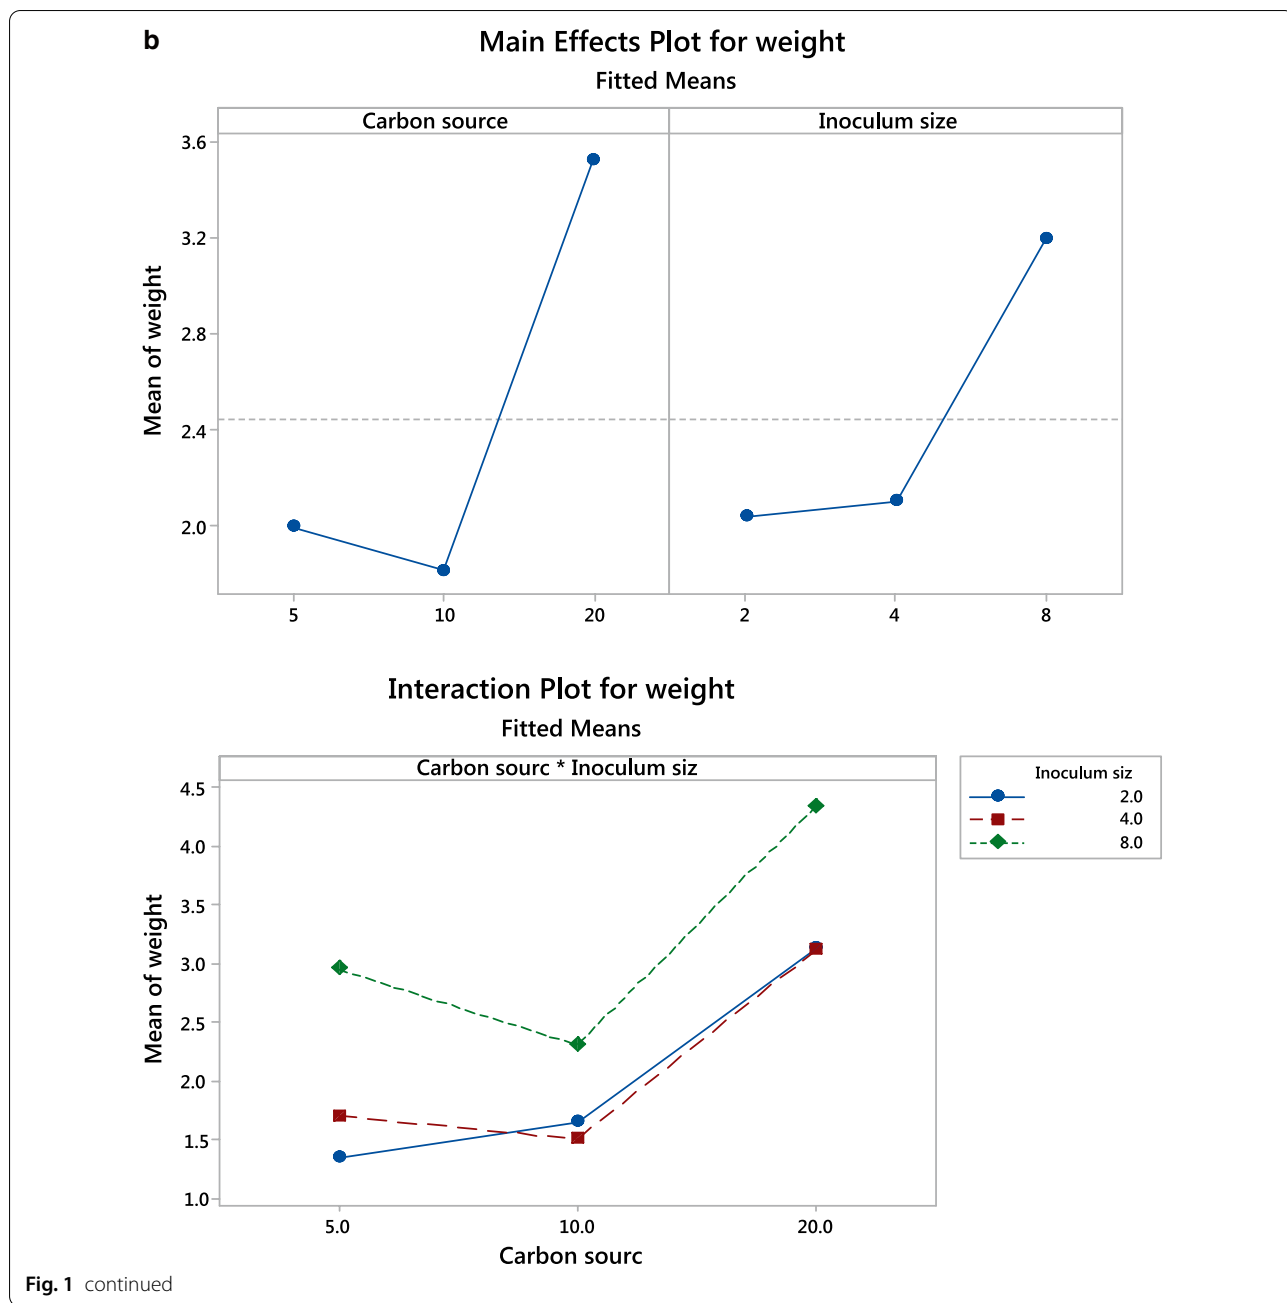 b
Main Effects Plot for weight
Fitted Means
Carbon source Inoculum size
Mean of weight
3.6
3.2
2.8
2.4
2.0
5 10 20 2 4 8
Interaction Plot for weight
Fitted Means
Carbon sourc * Inoculum siz
Mean of weight
4.5
4.0
3.5
3.0
2.5
2.0
1.5
1.0
5.0 10.0 20.0
Carbon sourc
Inoculum siz
2.0
4.0
8.0
Fig. 1 continued